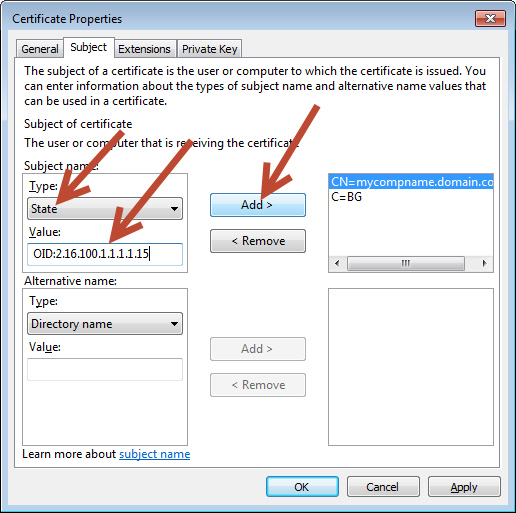 Certificate Properties
General Subject Extensions Private Key
The subject of a certificate is the user or computer to which the certificate is issued. You
can enter information about the types of subject name and alternative name values that
can be used in a certificate.
Subject of certificate
The user or computer that is receiving the certificate
Subject name:
Type:
State
Value:
OID:2.16.100.1.1.1.1.15
Add >
< Remove
CN=mycompname.domain.co
C=BG
Alternative name:
Type:
Directory name
Value:
Add >
< Remove
Learn more about subject name
OK Cancel Apply